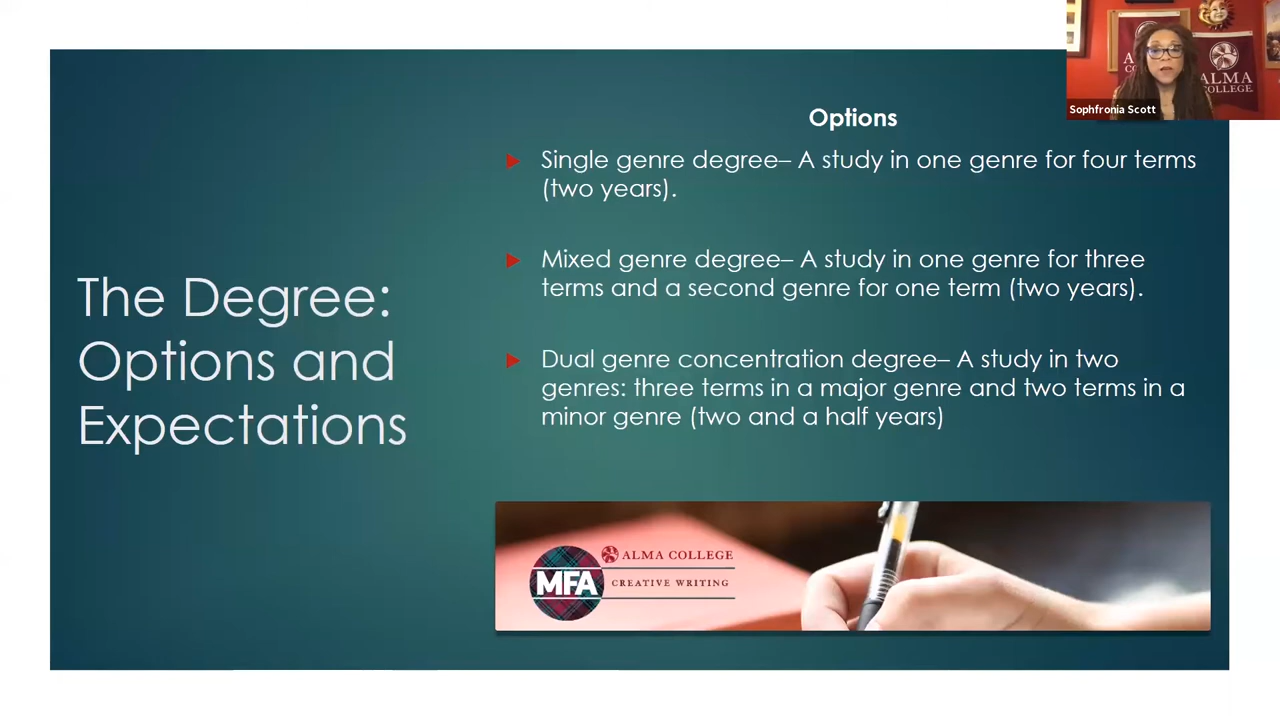 The Degree:
Options and
Expectations
Options
Single genre degree– A study in one genre for four terms
(two years).
Mixed genre degree– A study in one genre for three
terms and a second genre for one term (two years).
Dual genre concentration degree– A study in two
genres: three terms in a major genre and two terms in a
minor genre (two and a half years)
MFA
ALMA COLLEGE
CREATIVE WRITING
ALMA
COLLEGE
Sophfronia Scott